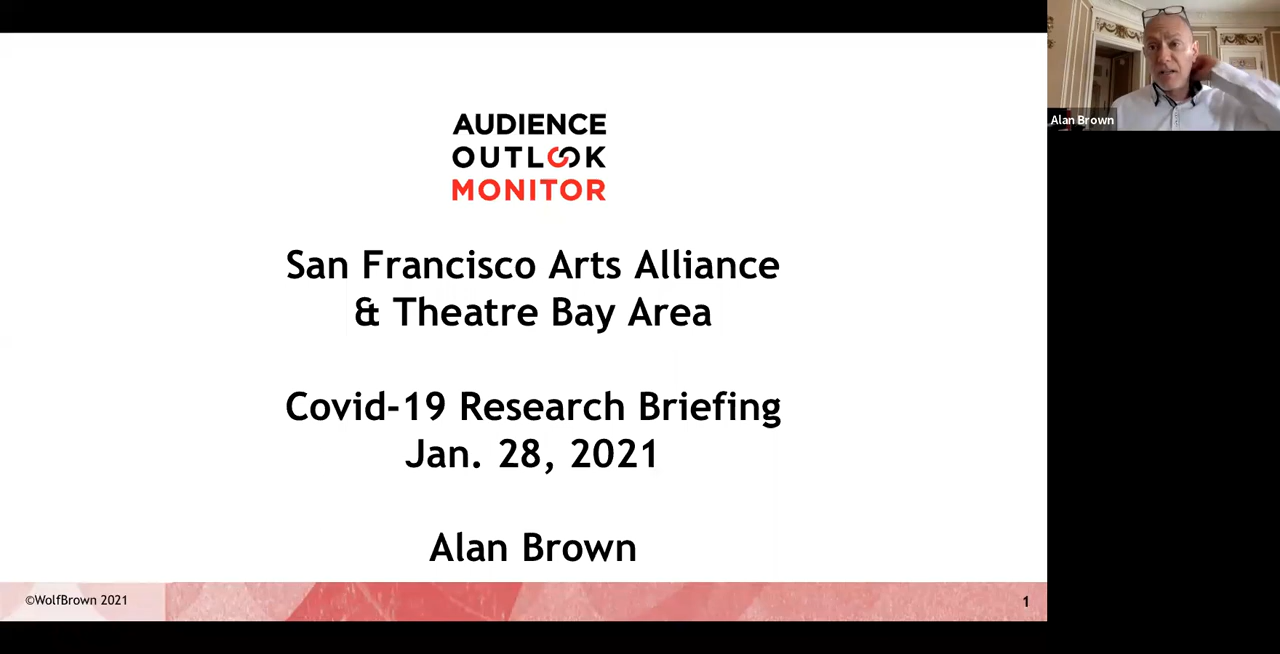 AUDIENCE
OUTLOOK
MONITOR
San Francisco Arts Alliance
& Theatre Bay Area
Covid-19 Research Briefing
Jan. 28, 2021
Alan Brown
©WolfBrown 2021
1
Alan Brown